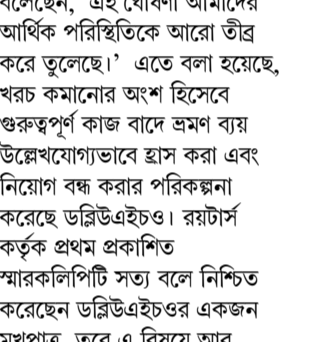 বলেছেন, 'এই ঘোষণা আমাদের
আর্থিক পরিস্থিতিকে আরো তীব্র
করে তুলেছে।’ এতে বলা হয়েছে,
খরচ কমানোর অংশ হিসেবে
গুরুত্বপূর্ণ কাজ বাদে ভ্রমণ ব্যয়
উল্লেখযোগ্যভাবে হ্রাস করা এবং
নিয়োগ বন্ধ করার পরিকল্পনা
করেছে ডব্লিউএইচও। রয়টার্স
কর্তৃক প্রথম প্রকাশিত
স্মারকলিপিটি সত্য বলে নিশ্চিত
করেছেন ডব্লিউএইচওর একজন
মুখপাত্র, তবে এ বিষয়ে আর